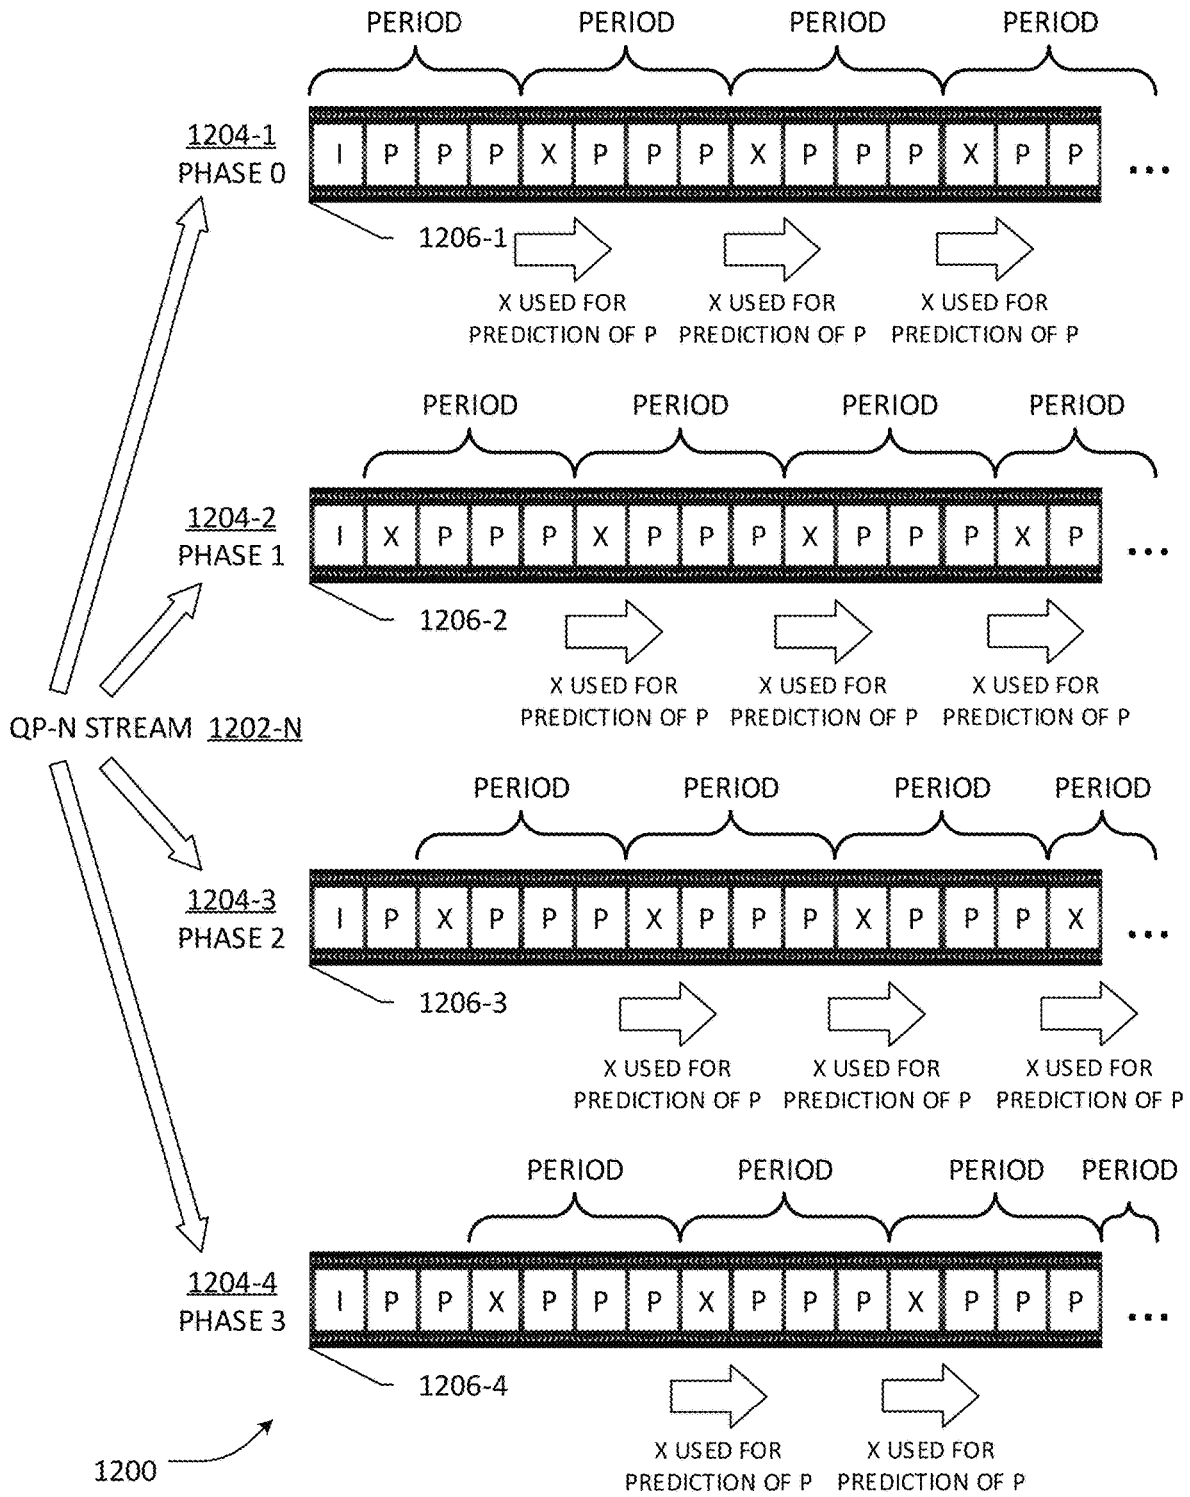 PERIOD PERIOD PERIOD PERIOD
1204-1
PHASE 0
I P P P X P P P X P P P X P P ...
1206-1
X USED FOR PREDICTION OF P
X USED FOR PREDICTION OF P
X USED FOR PREDICTION OF P
PERIOD PERIOD PERIOD PERIOD
1204-2
PHASE 1
I X P P P X P P P X P P P X P ...
1206-2
X USED FOR PREDICTION OF P
X USED FOR PREDICTION OF P
X USED FOR PREDICTION OF P
QP-N STREAM 1202-N
PERIOD PERIOD PERIOD PERIOD
1204-3
PHASE 2
I P X P P P X P P P X P P P X ...
1206-3
X USED FOR PREDICTION OF P
X USED FOR PREDICTION OF P
X USED FOR PREDICTION OF P
PERIOD PERIOD PERIOD PERIOD
1204-4
PHASE 3
I P P X P P P X P P P X P P P ...
1206-4
X USED FOR PREDICTION OF P
X USED FOR PREDICTION OF P
1200